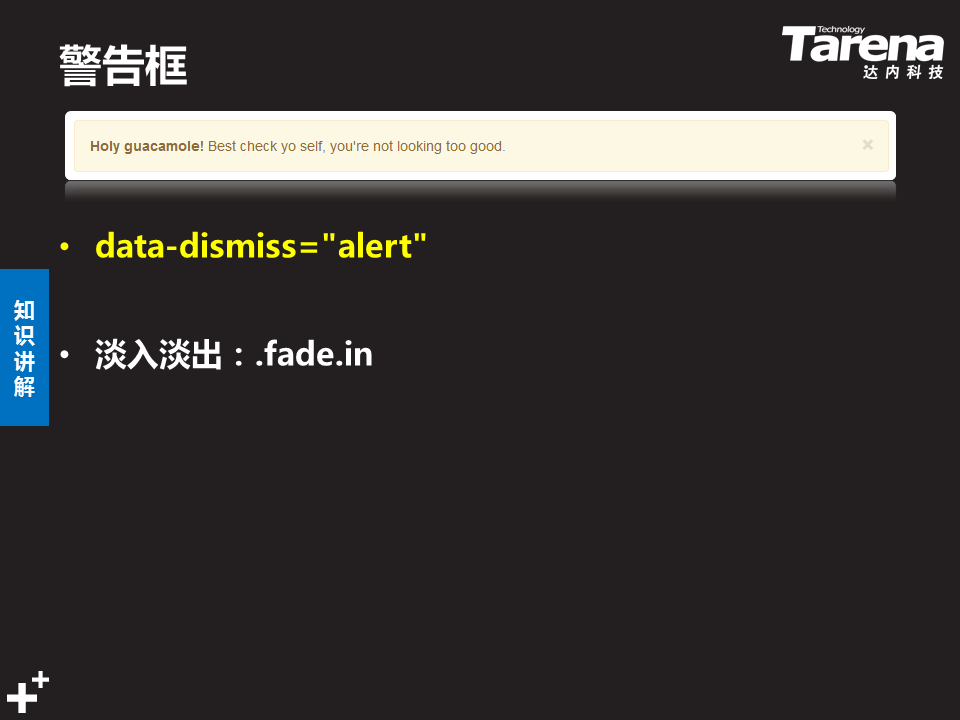 警告框
Technology
Tarena
达内科技
Holy guacamole! Best check yo self, you're not looking too good. ×
• data-dismiss="alert"
知识讲解
• 淡入淡出：.fade.in